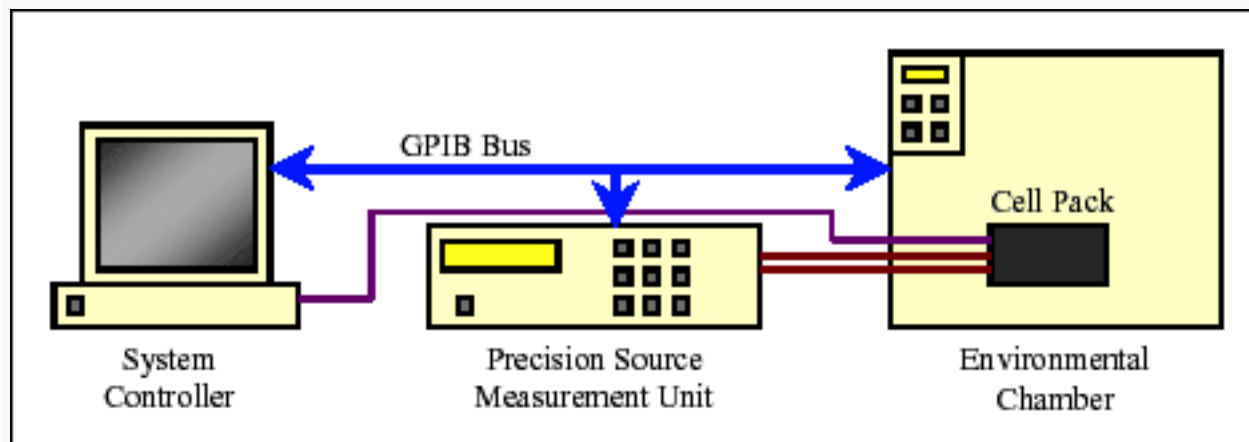 GPIB Bus
Cell Pack
System
Controller
Precision Source
Measurement Unit
Environmental
Chamber